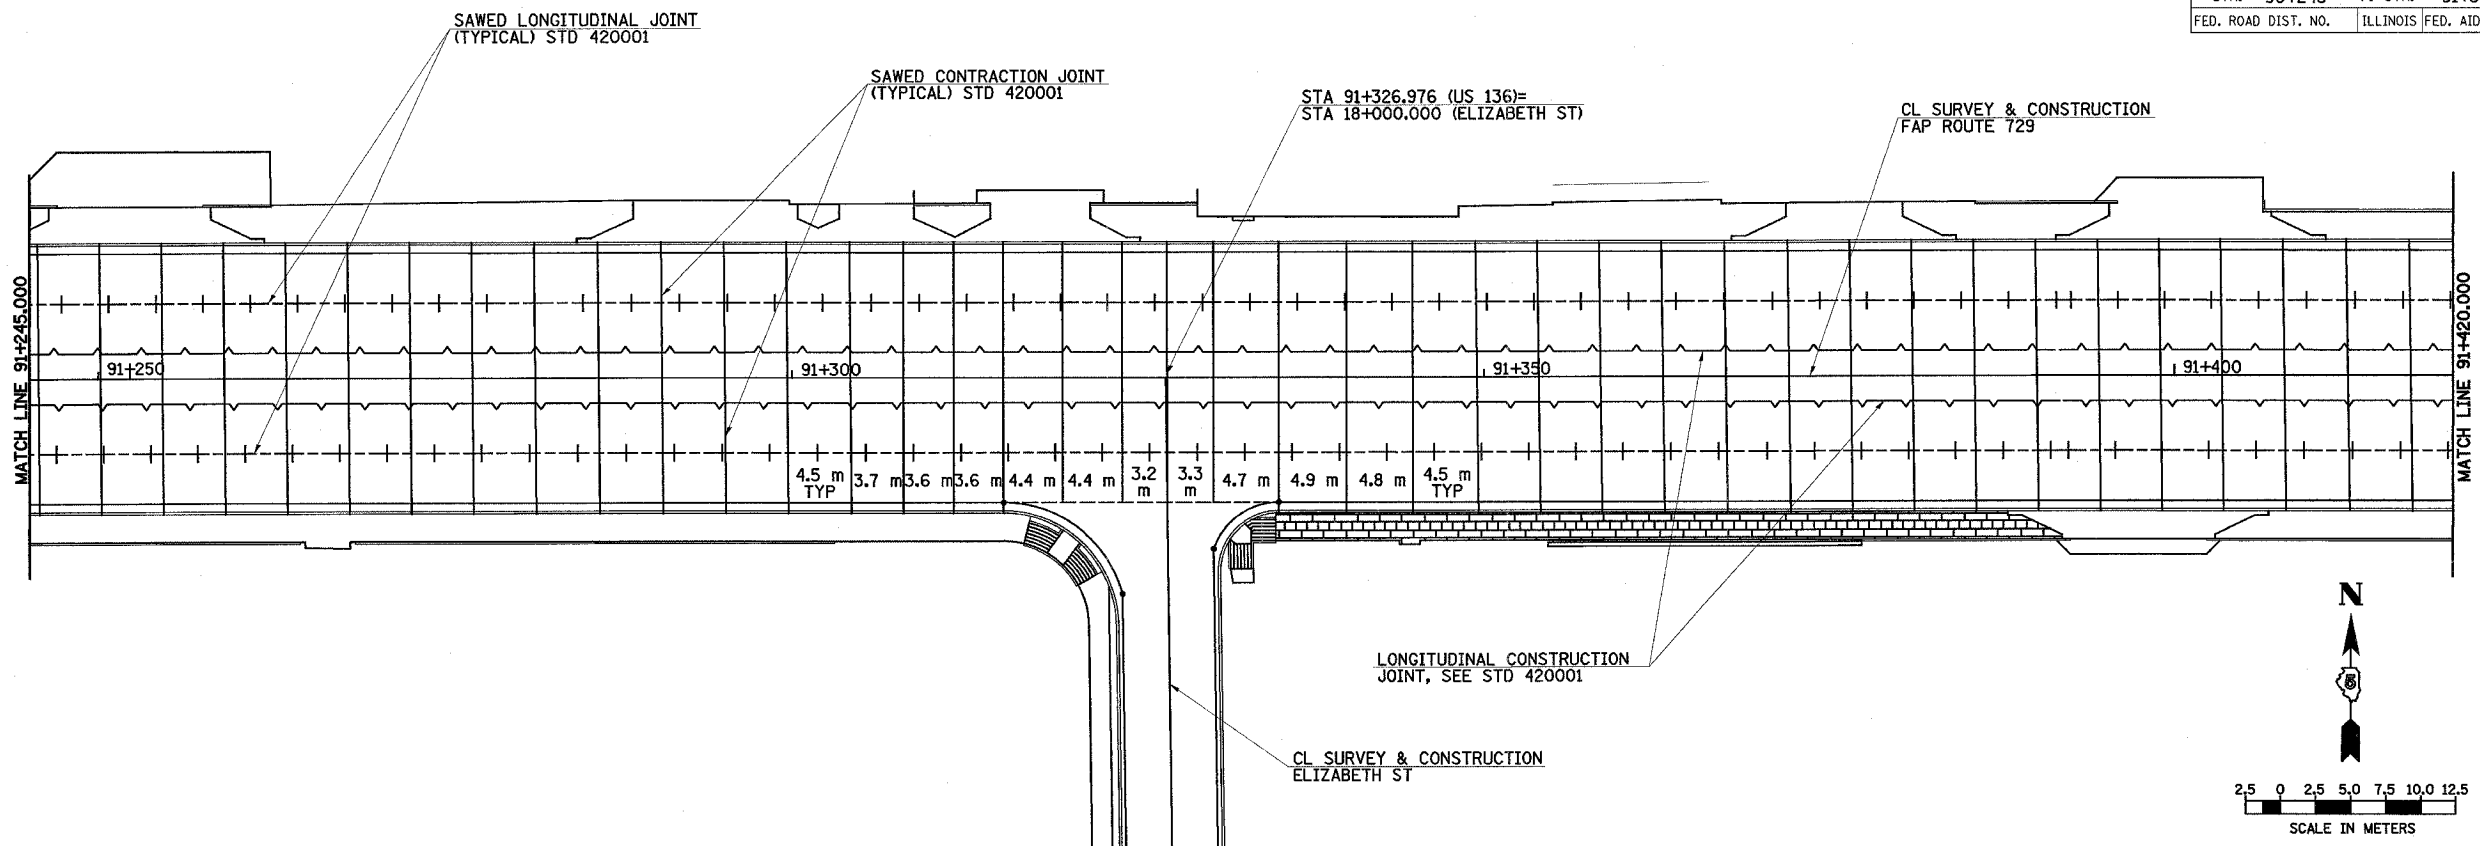 FED. ROAD DIST. NO. ILLINOIS FED. AID
SAWED LONGITUDINAL JOINT
(TYPICAL) STD 420001
SAWED CONTRACTION JOINT
(TYPICAL) STD 420001
STA 91+326.976 (US 136)=
STA 18+000.000 (ELIZABETH ST)
CL SURVEY & CONSTRUCTION
FAP ROUTE 729
MATCH LINE 91+245.000
91+250
91+300
91+350
91+400
MATCH LINE 91+420.000
4.5 m
TYP
3.7 m
3.6 m
3.6 m
4.4 m
4.4 m
3.2
m
3.3
m
4.7 m
4.9 m
4.8 m
4.5 m
TYP
LONGITUDINAL CONSTRUCTION
JOINT, SEE STD 420001
CL SURVEY & CONSTRUCTION
ELIZABETH ST
N
5
2.5 0 2.5 5.0 7.5 10.0 12.5
SCALE IN METERS